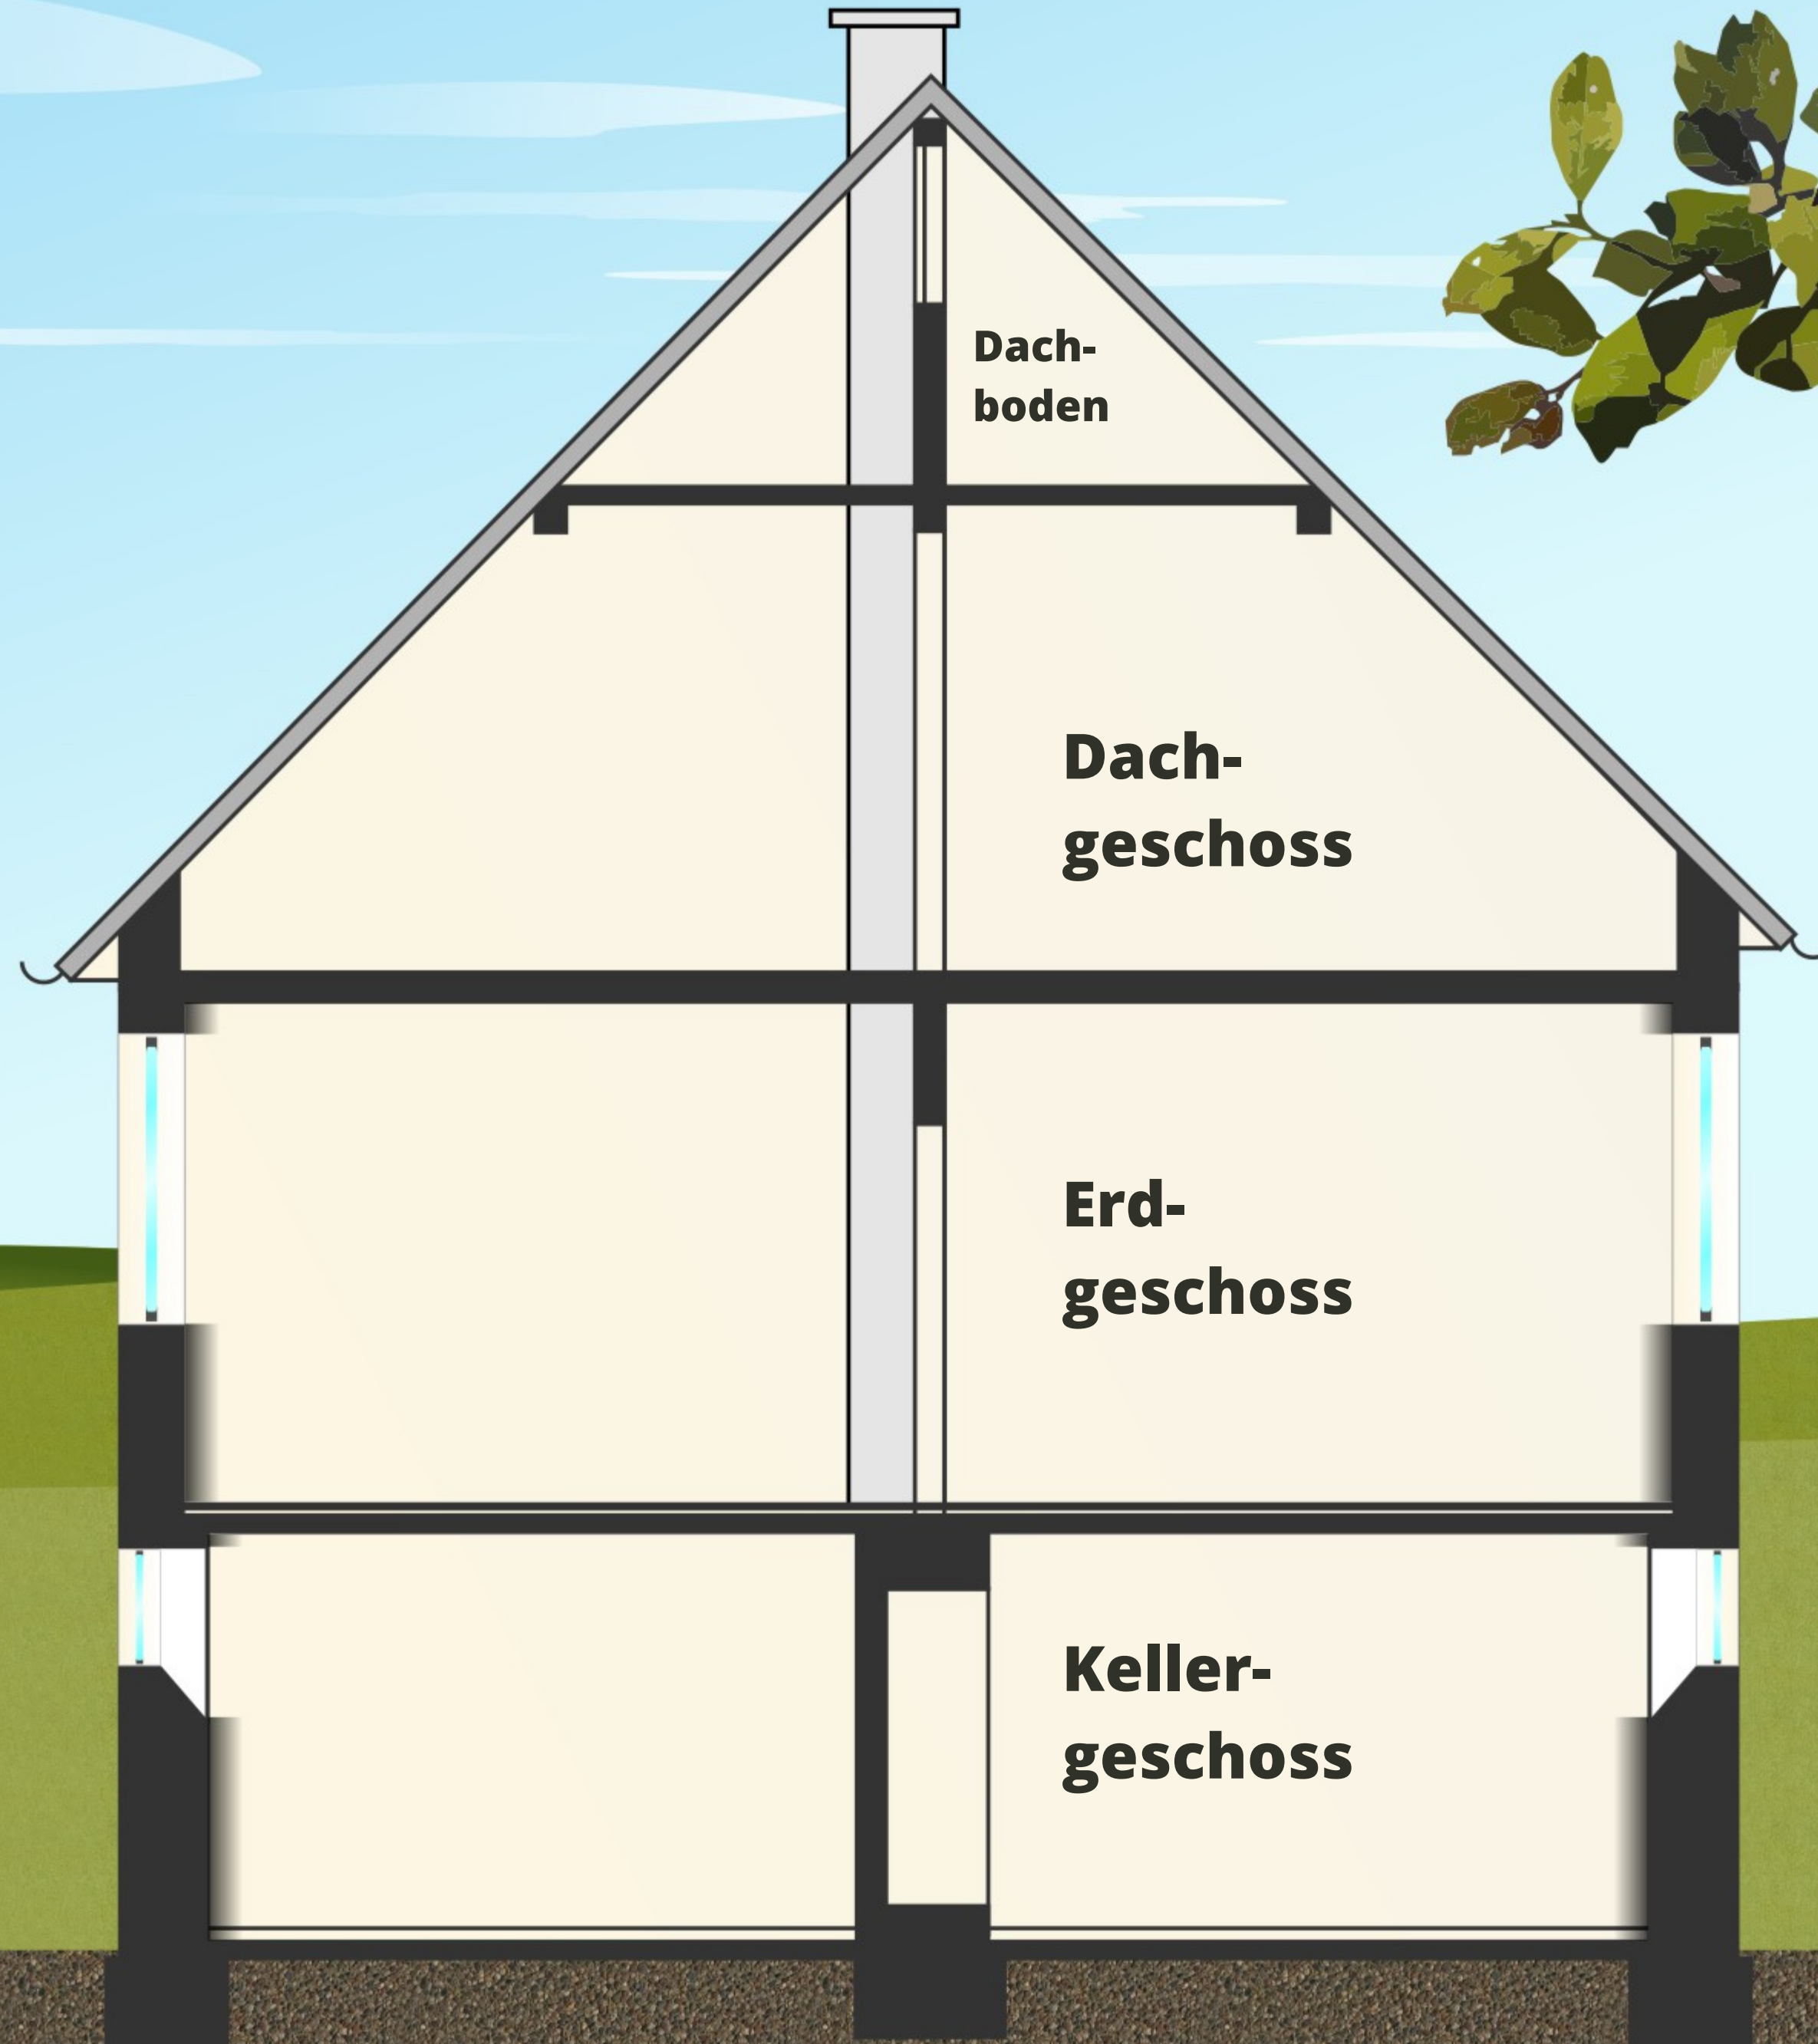 Dach-
boden
Dach-
geschoss
Erd-
geschoss
Keller-
geschoss